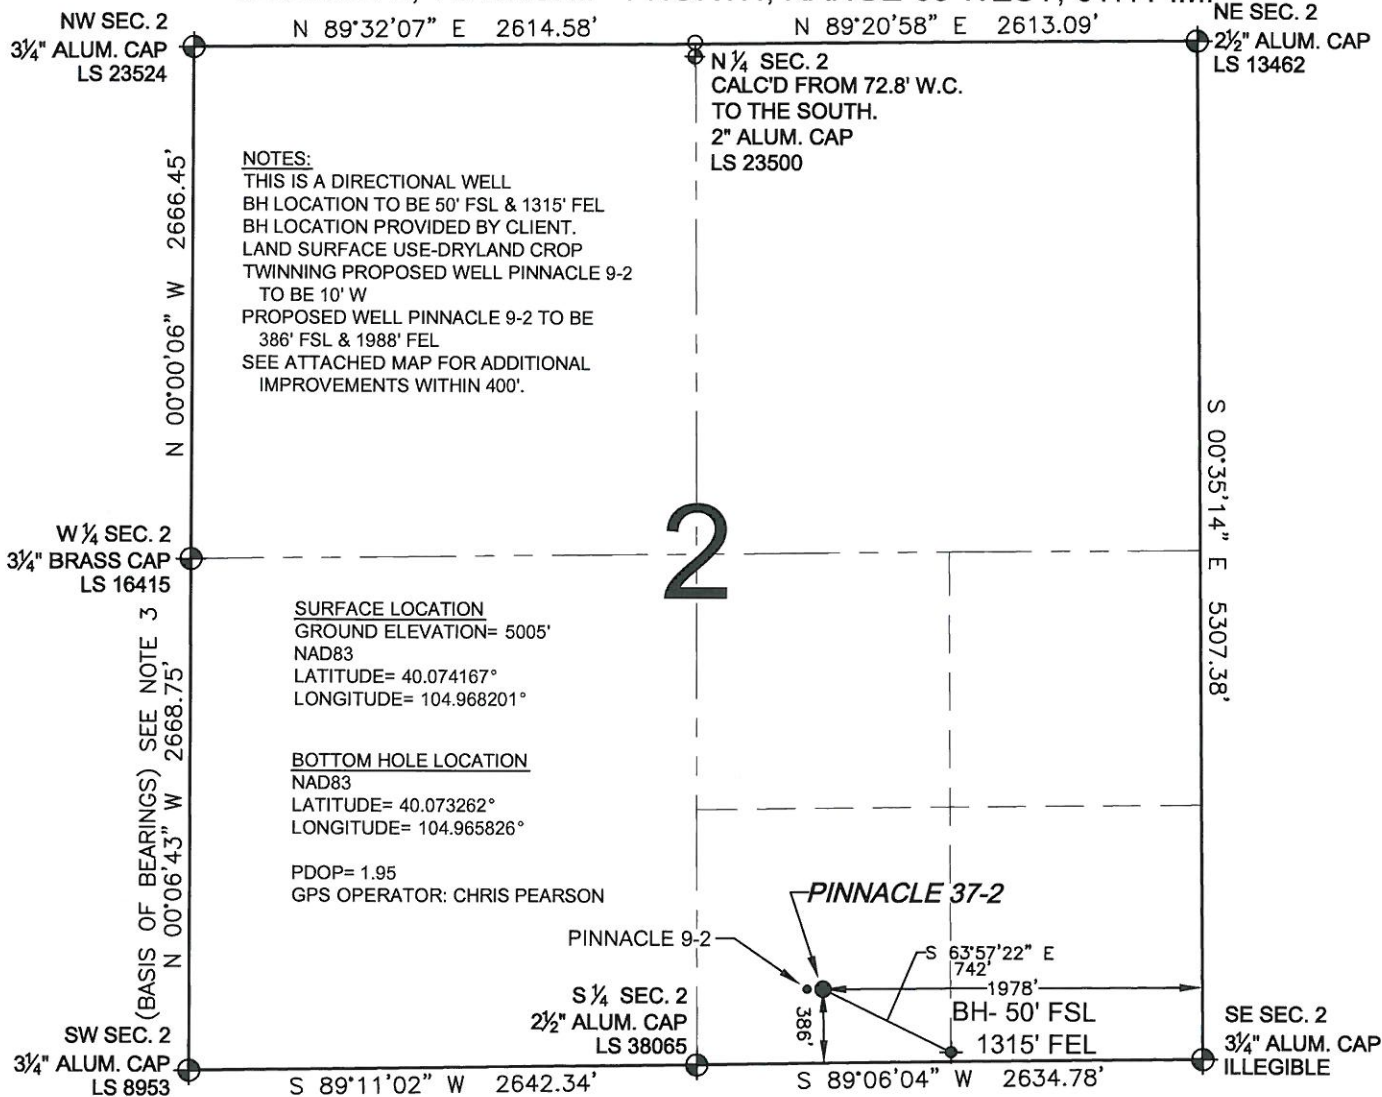 NW SEC. 2
3¼" ALUM. CAP
LS 23524
N 89°32'07" E 2614.58'
N 89°20'58" E 2613.09'
NE SEC. 2
2½" ALUM. CAP
LS 13462
N ¼ SEC. 2
CALC'D FROM 72.8' W.C.
TO THE SOUTH.
2" ALUM. CAP
LS 23500
NOTES:
THIS IS A DIRECTIONAL WELL
BH LOCATION TO BE 50' FSL & 1315' FEL
BH LOCATION PROVIDED BY CLIENT.
LAND SURFACE USE-DRYLAND CROP
TWINNING PROPOSED WELL PINNACLE 9-2
TO BE 10' W
PROPOSED WELL PINNACLE 9-2 TO BE
386' FSL & 1988' FEL
SEE ATTACHED MAP FOR ADDITIONAL
IMPROVEMENTS WITHIN 400'.
N 00°00'06" W 2666.45'
S 00°35'14" E 5307.38'
2
W ¼ SEC. 2
3¼" BRASS CAP
LS 16415
SURFACE LOCATION
GROUND ELEVATION= 5005'
NAD83
LATITUDE= 40.074167°
LONGITUDE= 104.968201°
BOTTOM HOLE LOCATION
NAD83
LATITUDE= 40.073262°
LONGITUDE= 104.965826°
PDOP= 1.95
GPS OPERATOR: CHRIS PEARSON
(BASIS OF BEARINGS) SEE NOTE 3
N 00°06'43" W 2668.75'
PINNACLE 37-2
PINNACLE 9-2
S 63°57'22" E
742'
1978'
386'
BH- 50' FSL
1315' FEL
S ¼ SEC. 2
2½" ALUM. CAP
LS 38065
SW SEC. 2
3¼" ALUM. CAP
LS 8953
S 89°11'02" W 2642.34'
S 89°06'04" W 2634.78'
SE SEC. 2
3¼" ALUM. CAP
ILLEGIBLE